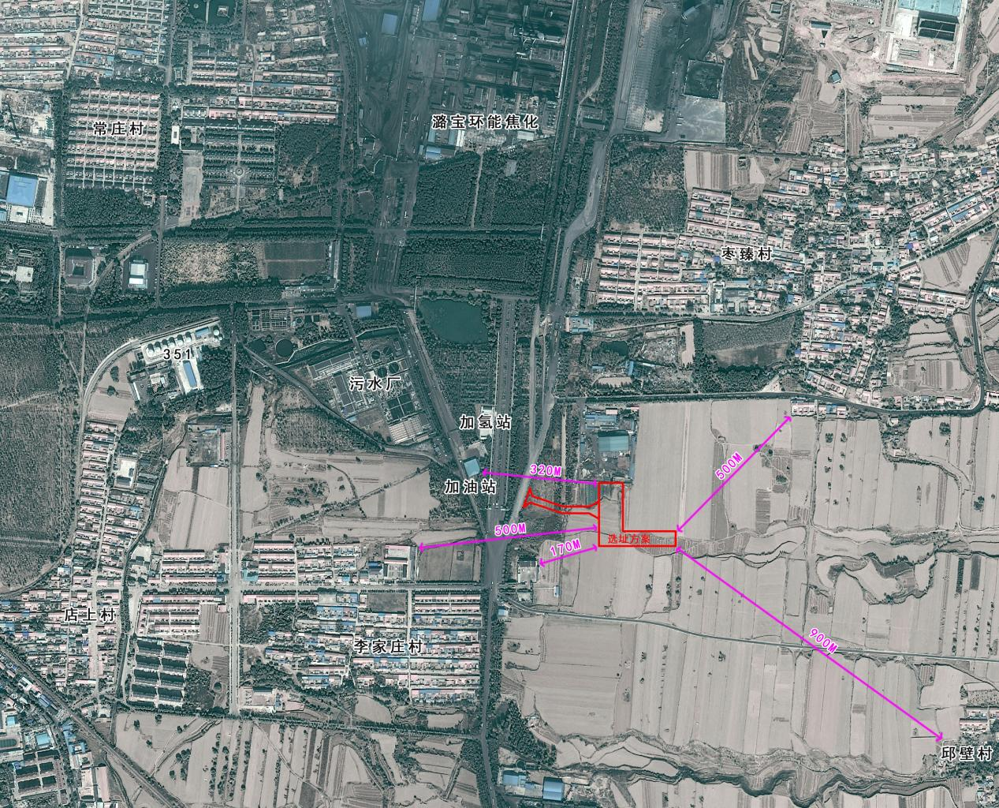 常庄村
潞宝环能焦化
枣臻村
351
污水厂
加氢站
加油站
320M
500M
500M
170M
选址方案
店上村
李家庄村
900M
邱壁村